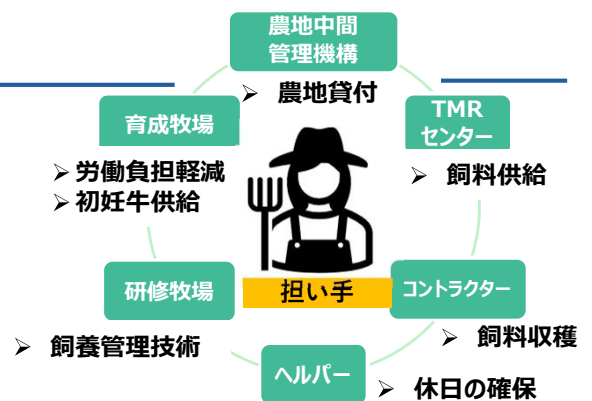 農地中間
管理機構
➢ 農地貸付
育成牧場
➢労働負担軽減
➢初妊牛供給
TMR
センター
➢ 飼料供給
研修牧場
➢ 飼養管理技術
担い手
コントラクター
➢ 飼料収穫
ヘルパー
➢ 休日の確保